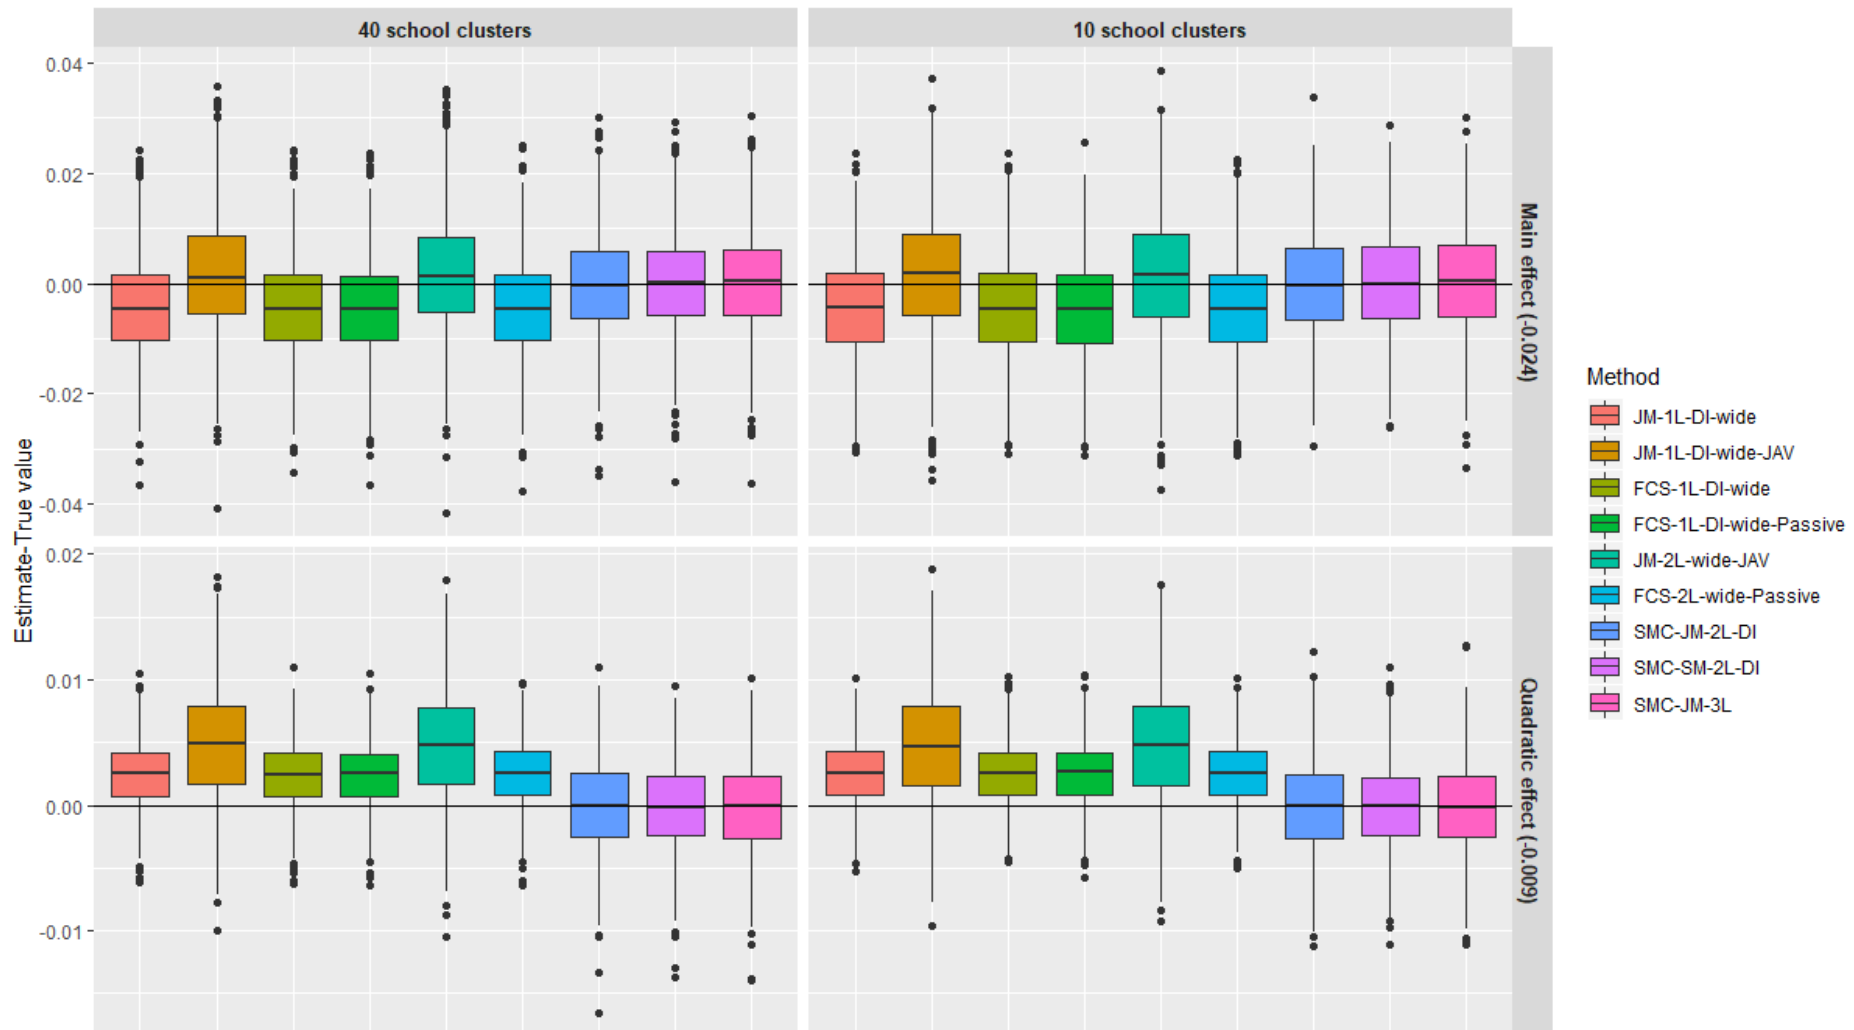 40 school clusters
10 school clusters
Estimate-True value
0.04
0.02
0.00
-0.02
-0.04
0.02
0.01
0.00
-0.01
Main effect (-0.024)
Quadratic effect (-0.009)
Method
JM-1L-DI-wide
JM-1L-DI-wide-JAV
FCS-1L-DI-wide
FCS-1L-DI-wide-Passive
JM-2L-wide-JAV
FCS-2L-wide-Passive
SMC-JM-2L-DI
SMC-SM-2L-DI
SMC-JM-3L